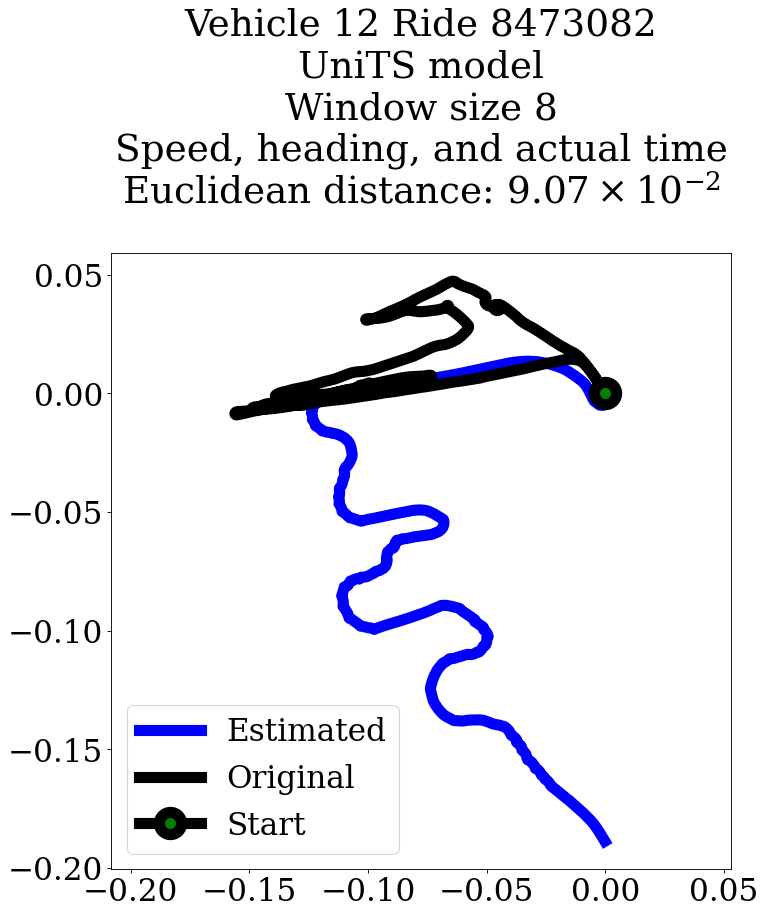 Vehicle 12 Ride 8473082
UniTS model
Window size 8
Speed, heading, and actual time
Euclidean distance: 9.07 × 10⁻²
0.05
0.00
−0.05
−0.10
−0.15
−0.20
Estimated
Original
Start
−0.20 −0.15 −0.10 −0.05 0.00 0.05